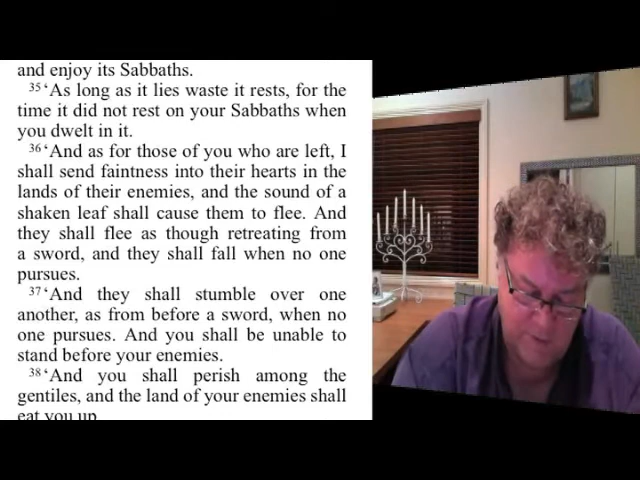 and enjoy its Sabbaths.
35‘As long as it lies waste it rests, for the
time it did not rest on your Sabbaths when
you dwelt in it.
36‘And as for those of you who are left, I
shall send faintness into their hearts in the
lands of their enemies, and the sound of a
shaken leaf shall cause them to flee. And
they shall flee as though retreating from
a sword, and they shall fall when no one
pursues.
37‘And they shall stumble over one
another, as from before a sword, when no
one pursues. And you shall be unable to
stand before your enemies.
38‘And you shall perish among the
gentiles, and the land of your enemies shall
eat you up